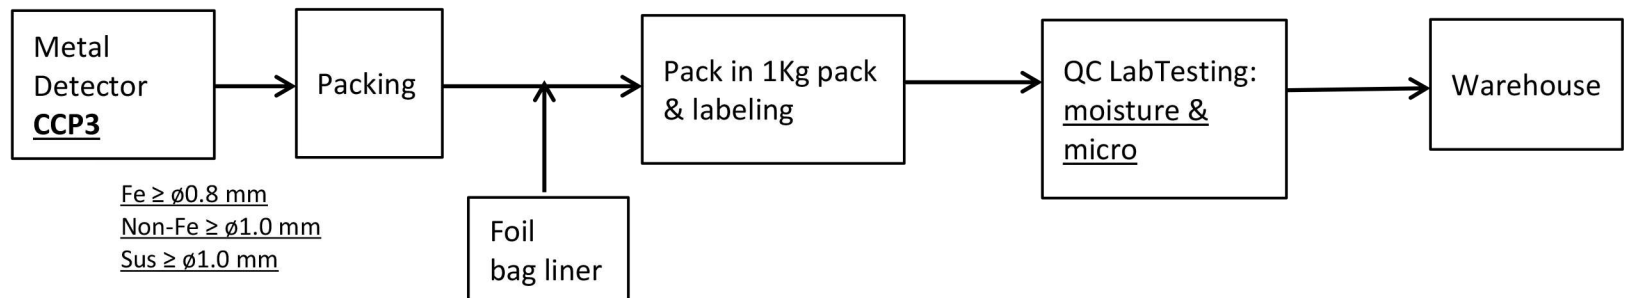 Metal
Detector
CCP3
Packing
Pack in 1Kg pack
& labeling
QC LabTesting:
moisture &
micro
Warehouse
Fe ≥ ø0.8 mm
Non-Fe ≥ ø1.0 mm
Sus ≥ ø1.0 mm
Foil
bag liner